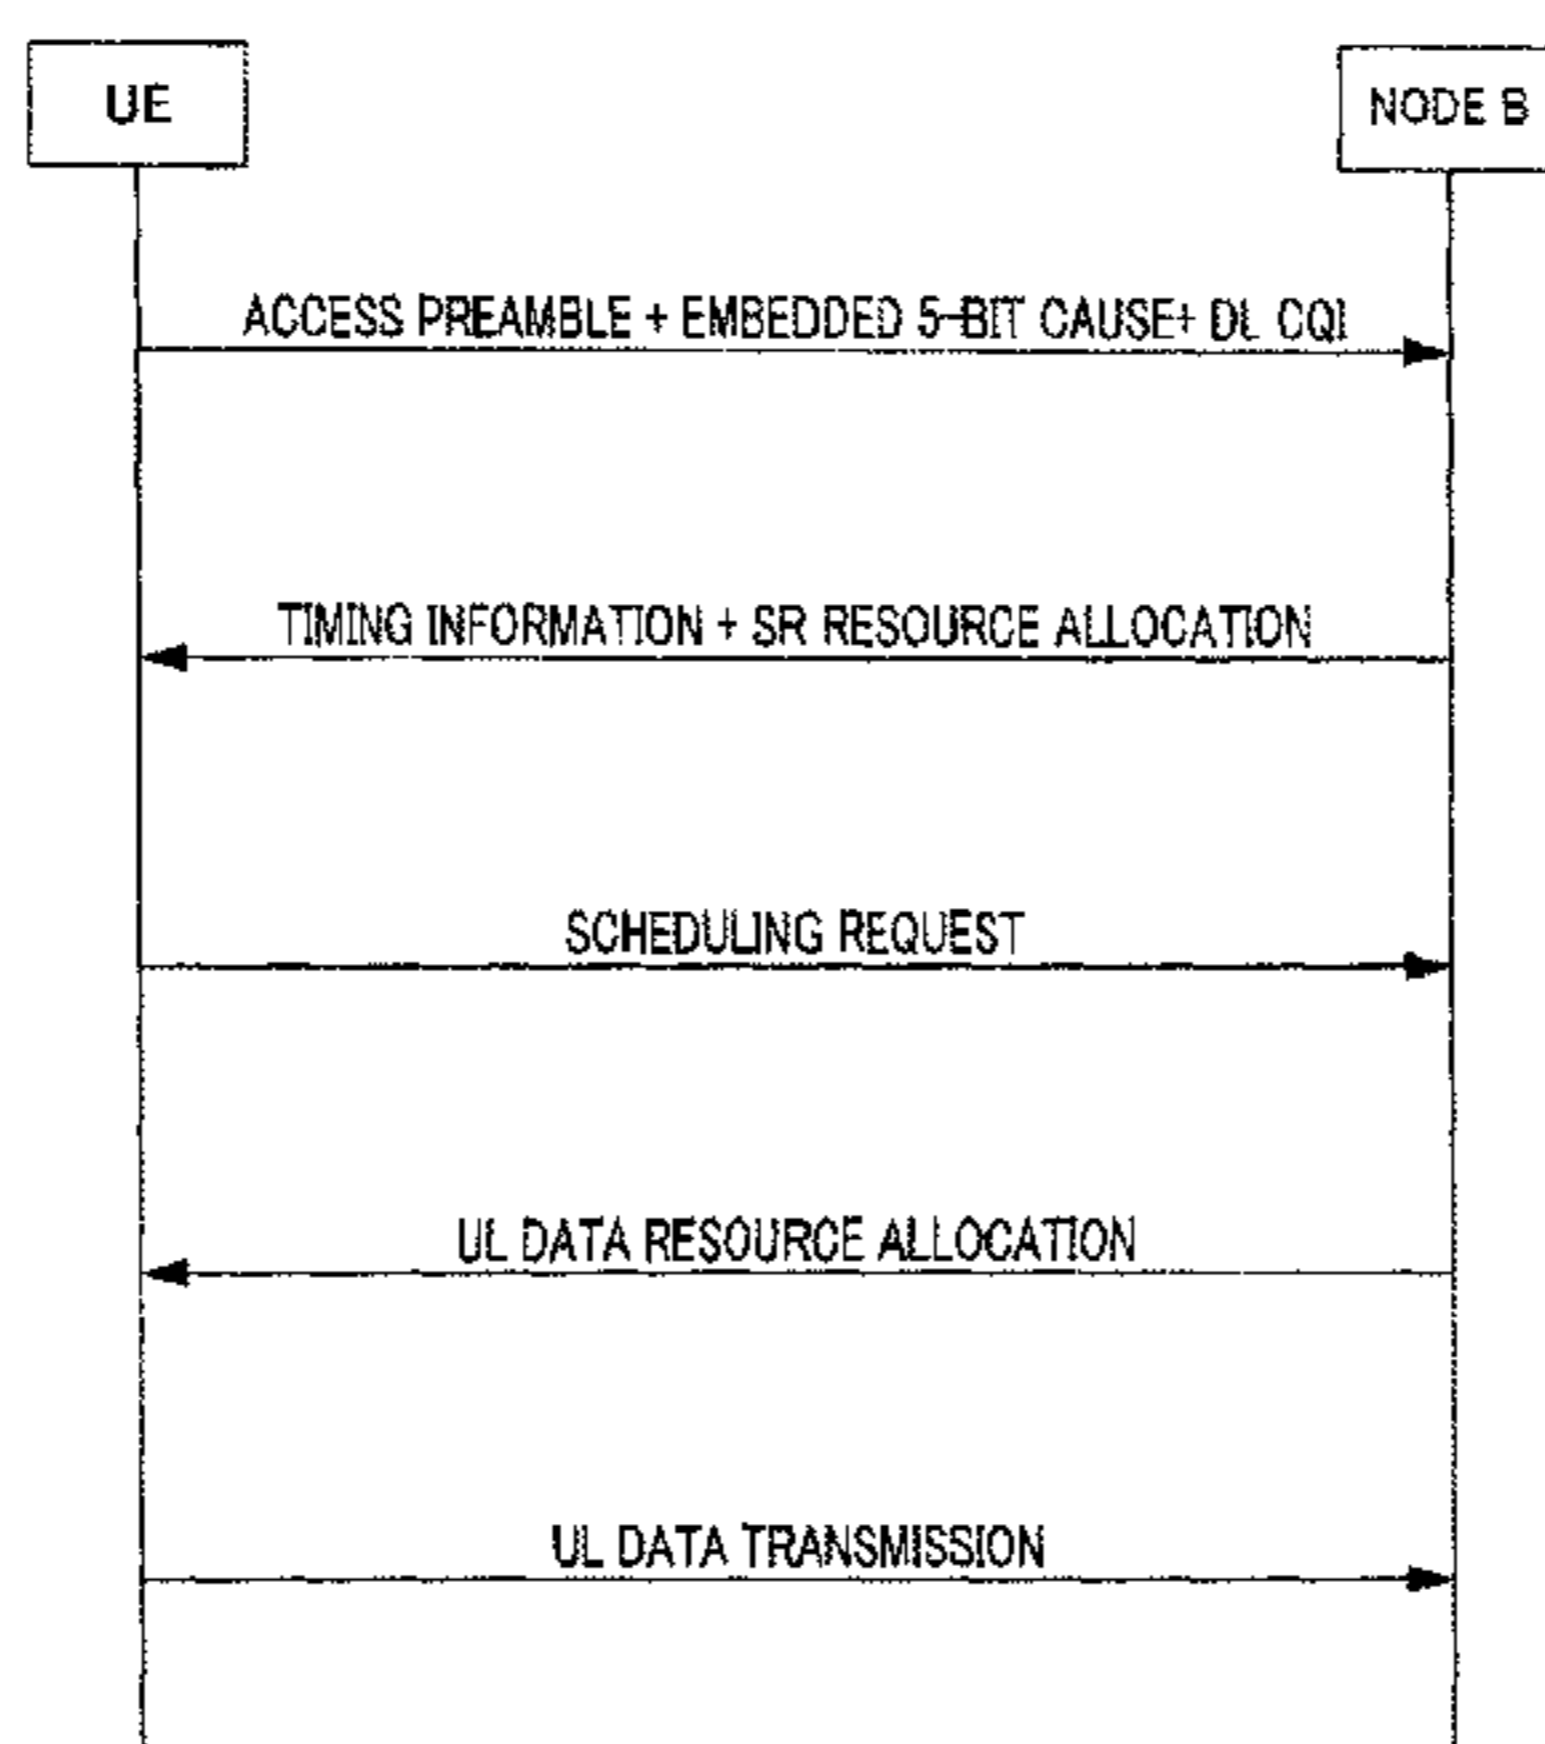 UE
NODE B
ACCESS PREAMBLE + EMBEDDED 5-BIT CAUSE+ DL CQI
TIMING INFORMATION + SR RESOURCE ALLOCATION
SCHEDULING REQUEST
UL DATA RESOURCE ALLOCATION
UL DATA TRANSMISSION